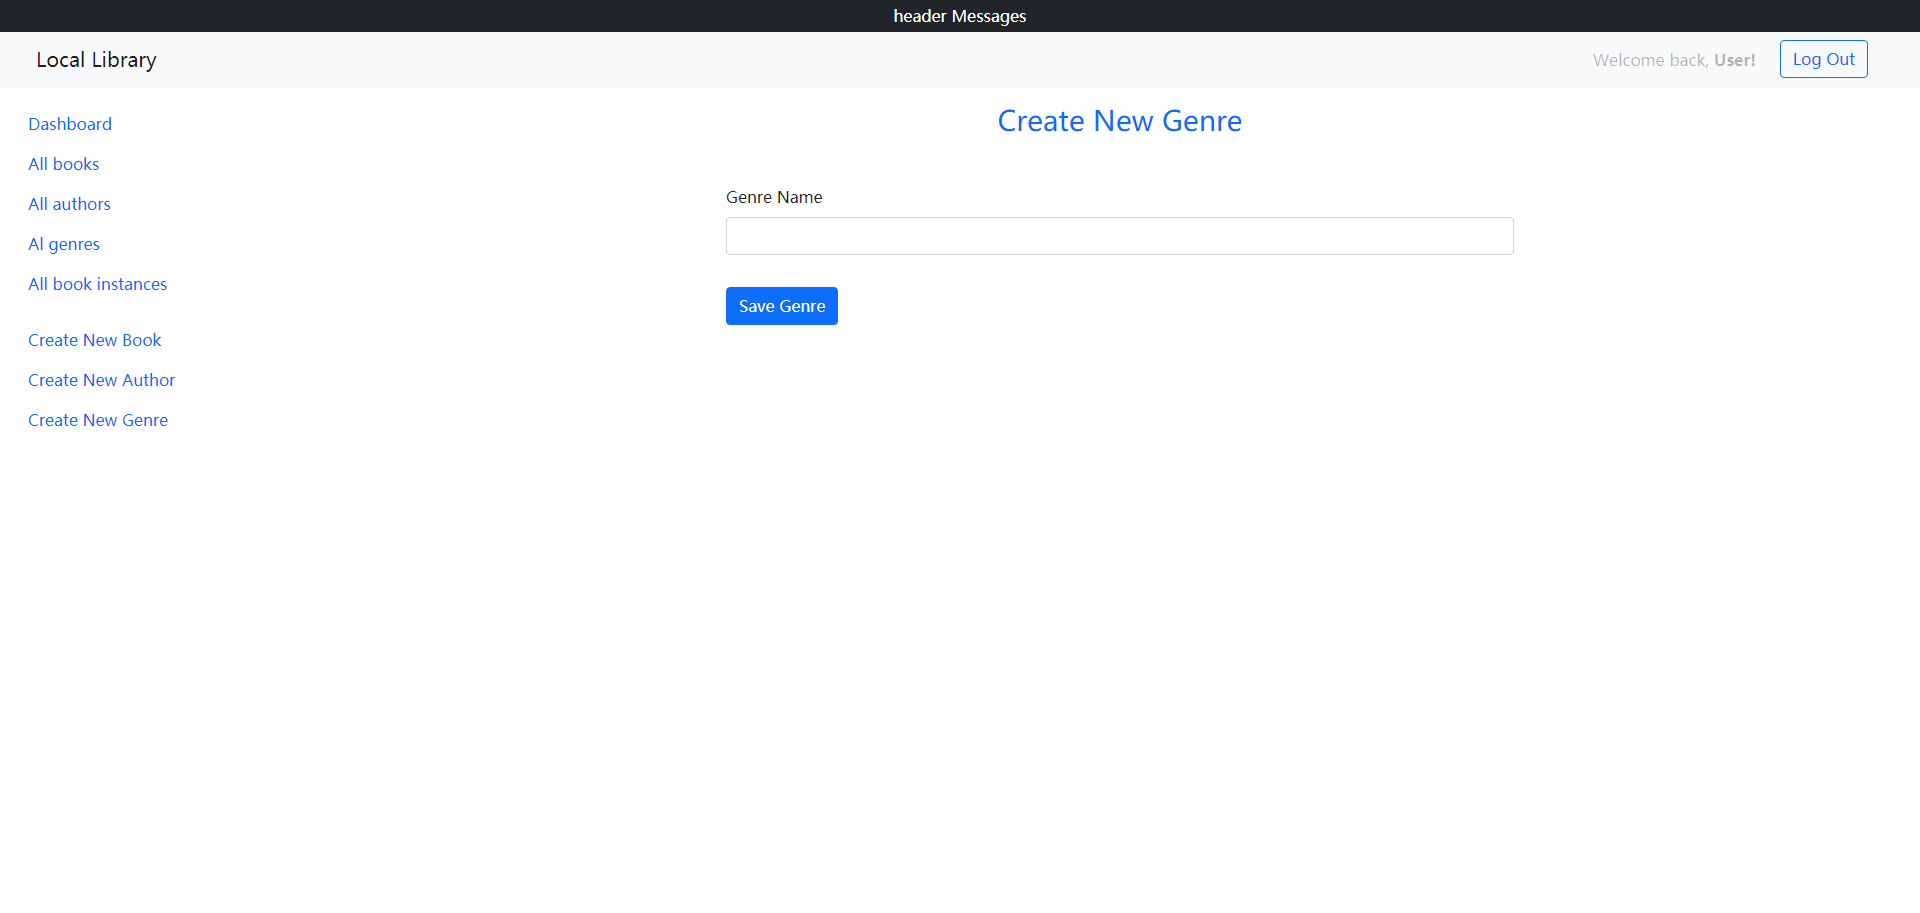 header Messages
Local Library
Welcome back, User!
Log Out
Dashboard
All books
All authors
Al genres
All book instances
Create New Book
Create New Author
Create New Genre
Create New Genre
Genre Name
Save Genre